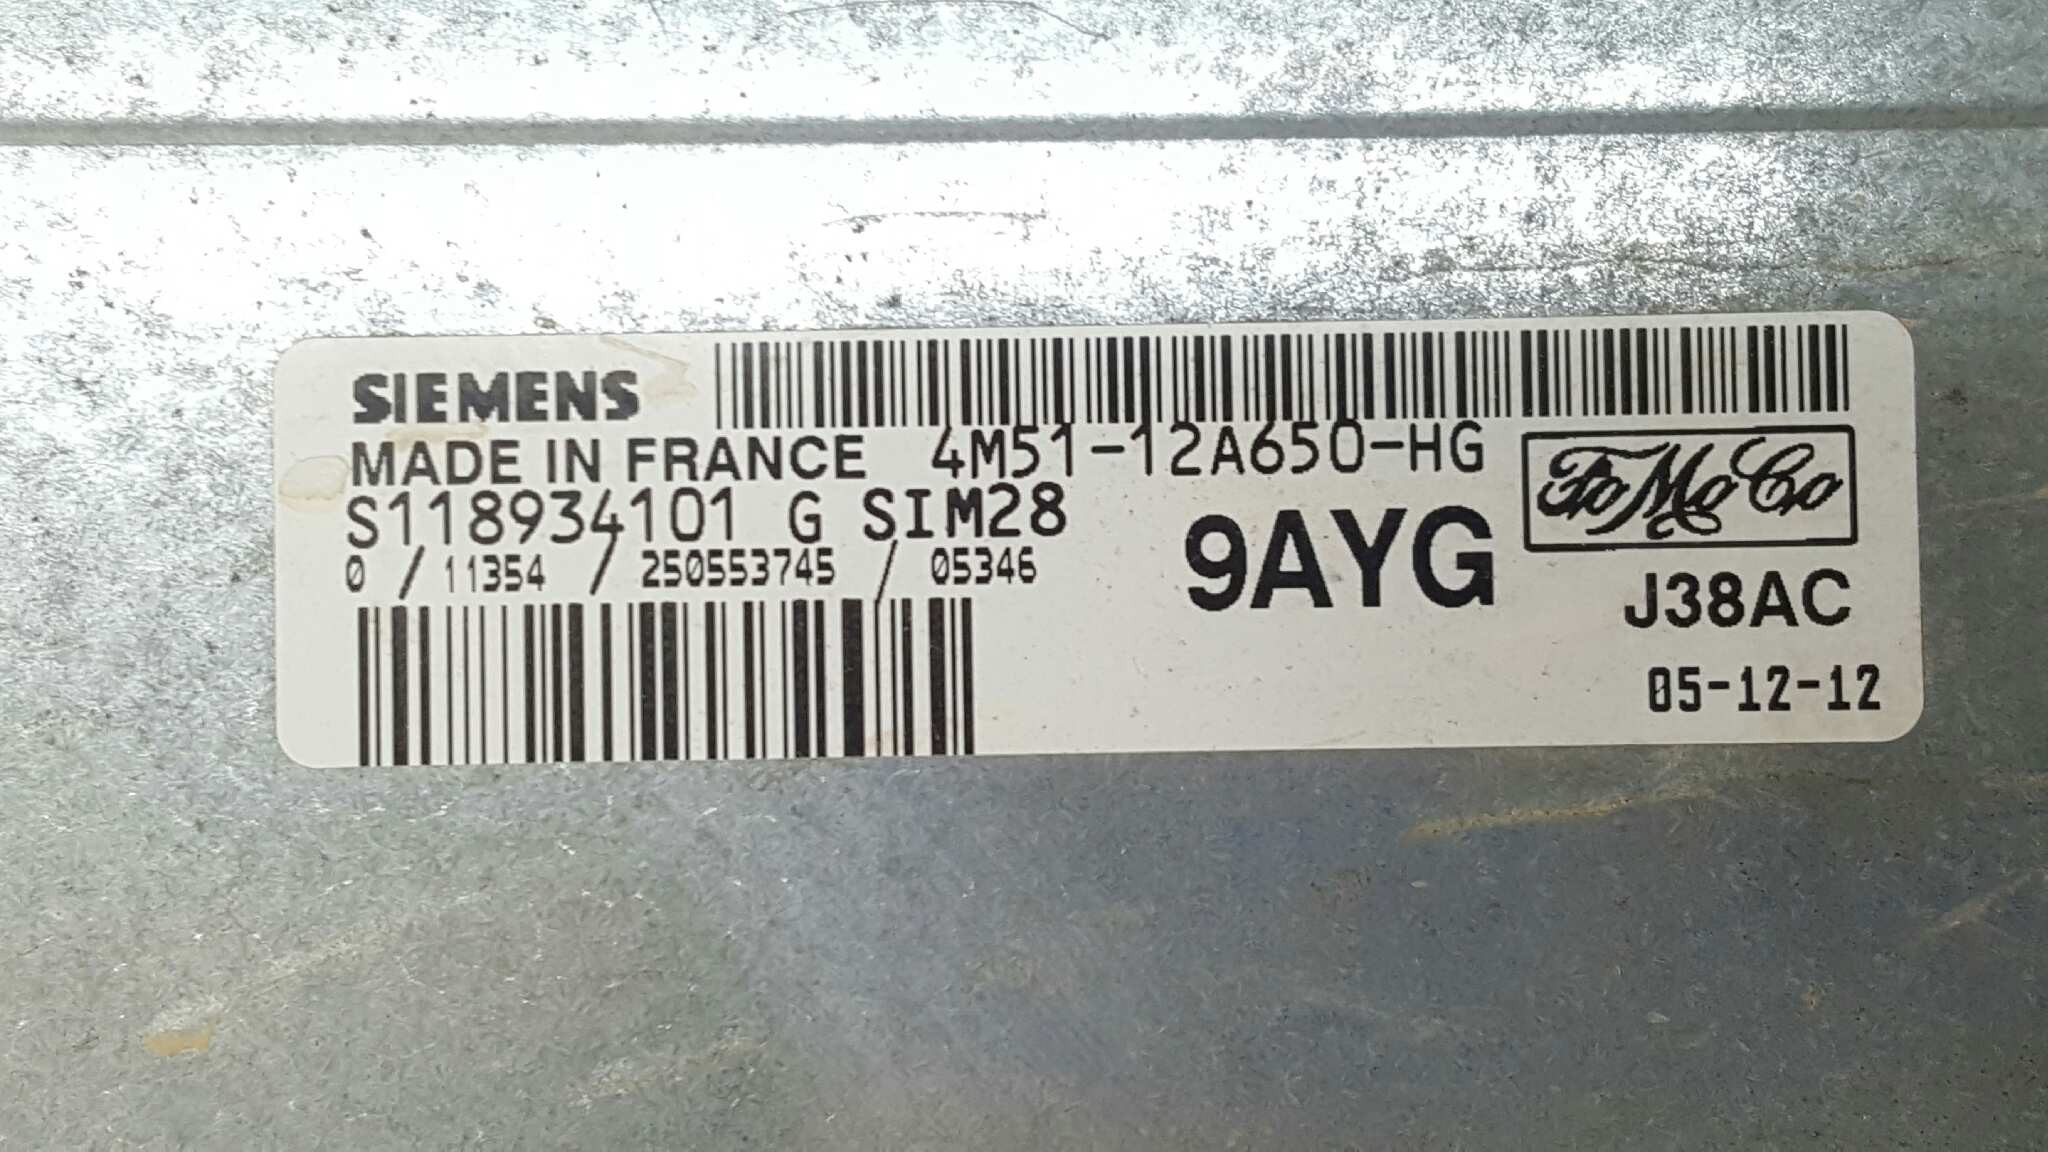 SIEMENS
MADE IN FRANCE 4M51-12A650-HG
FoMoCo
S118934101 G SIM28
9AYG
0 / 11354 / 250553745 / 05346
J38AC
05-12-12